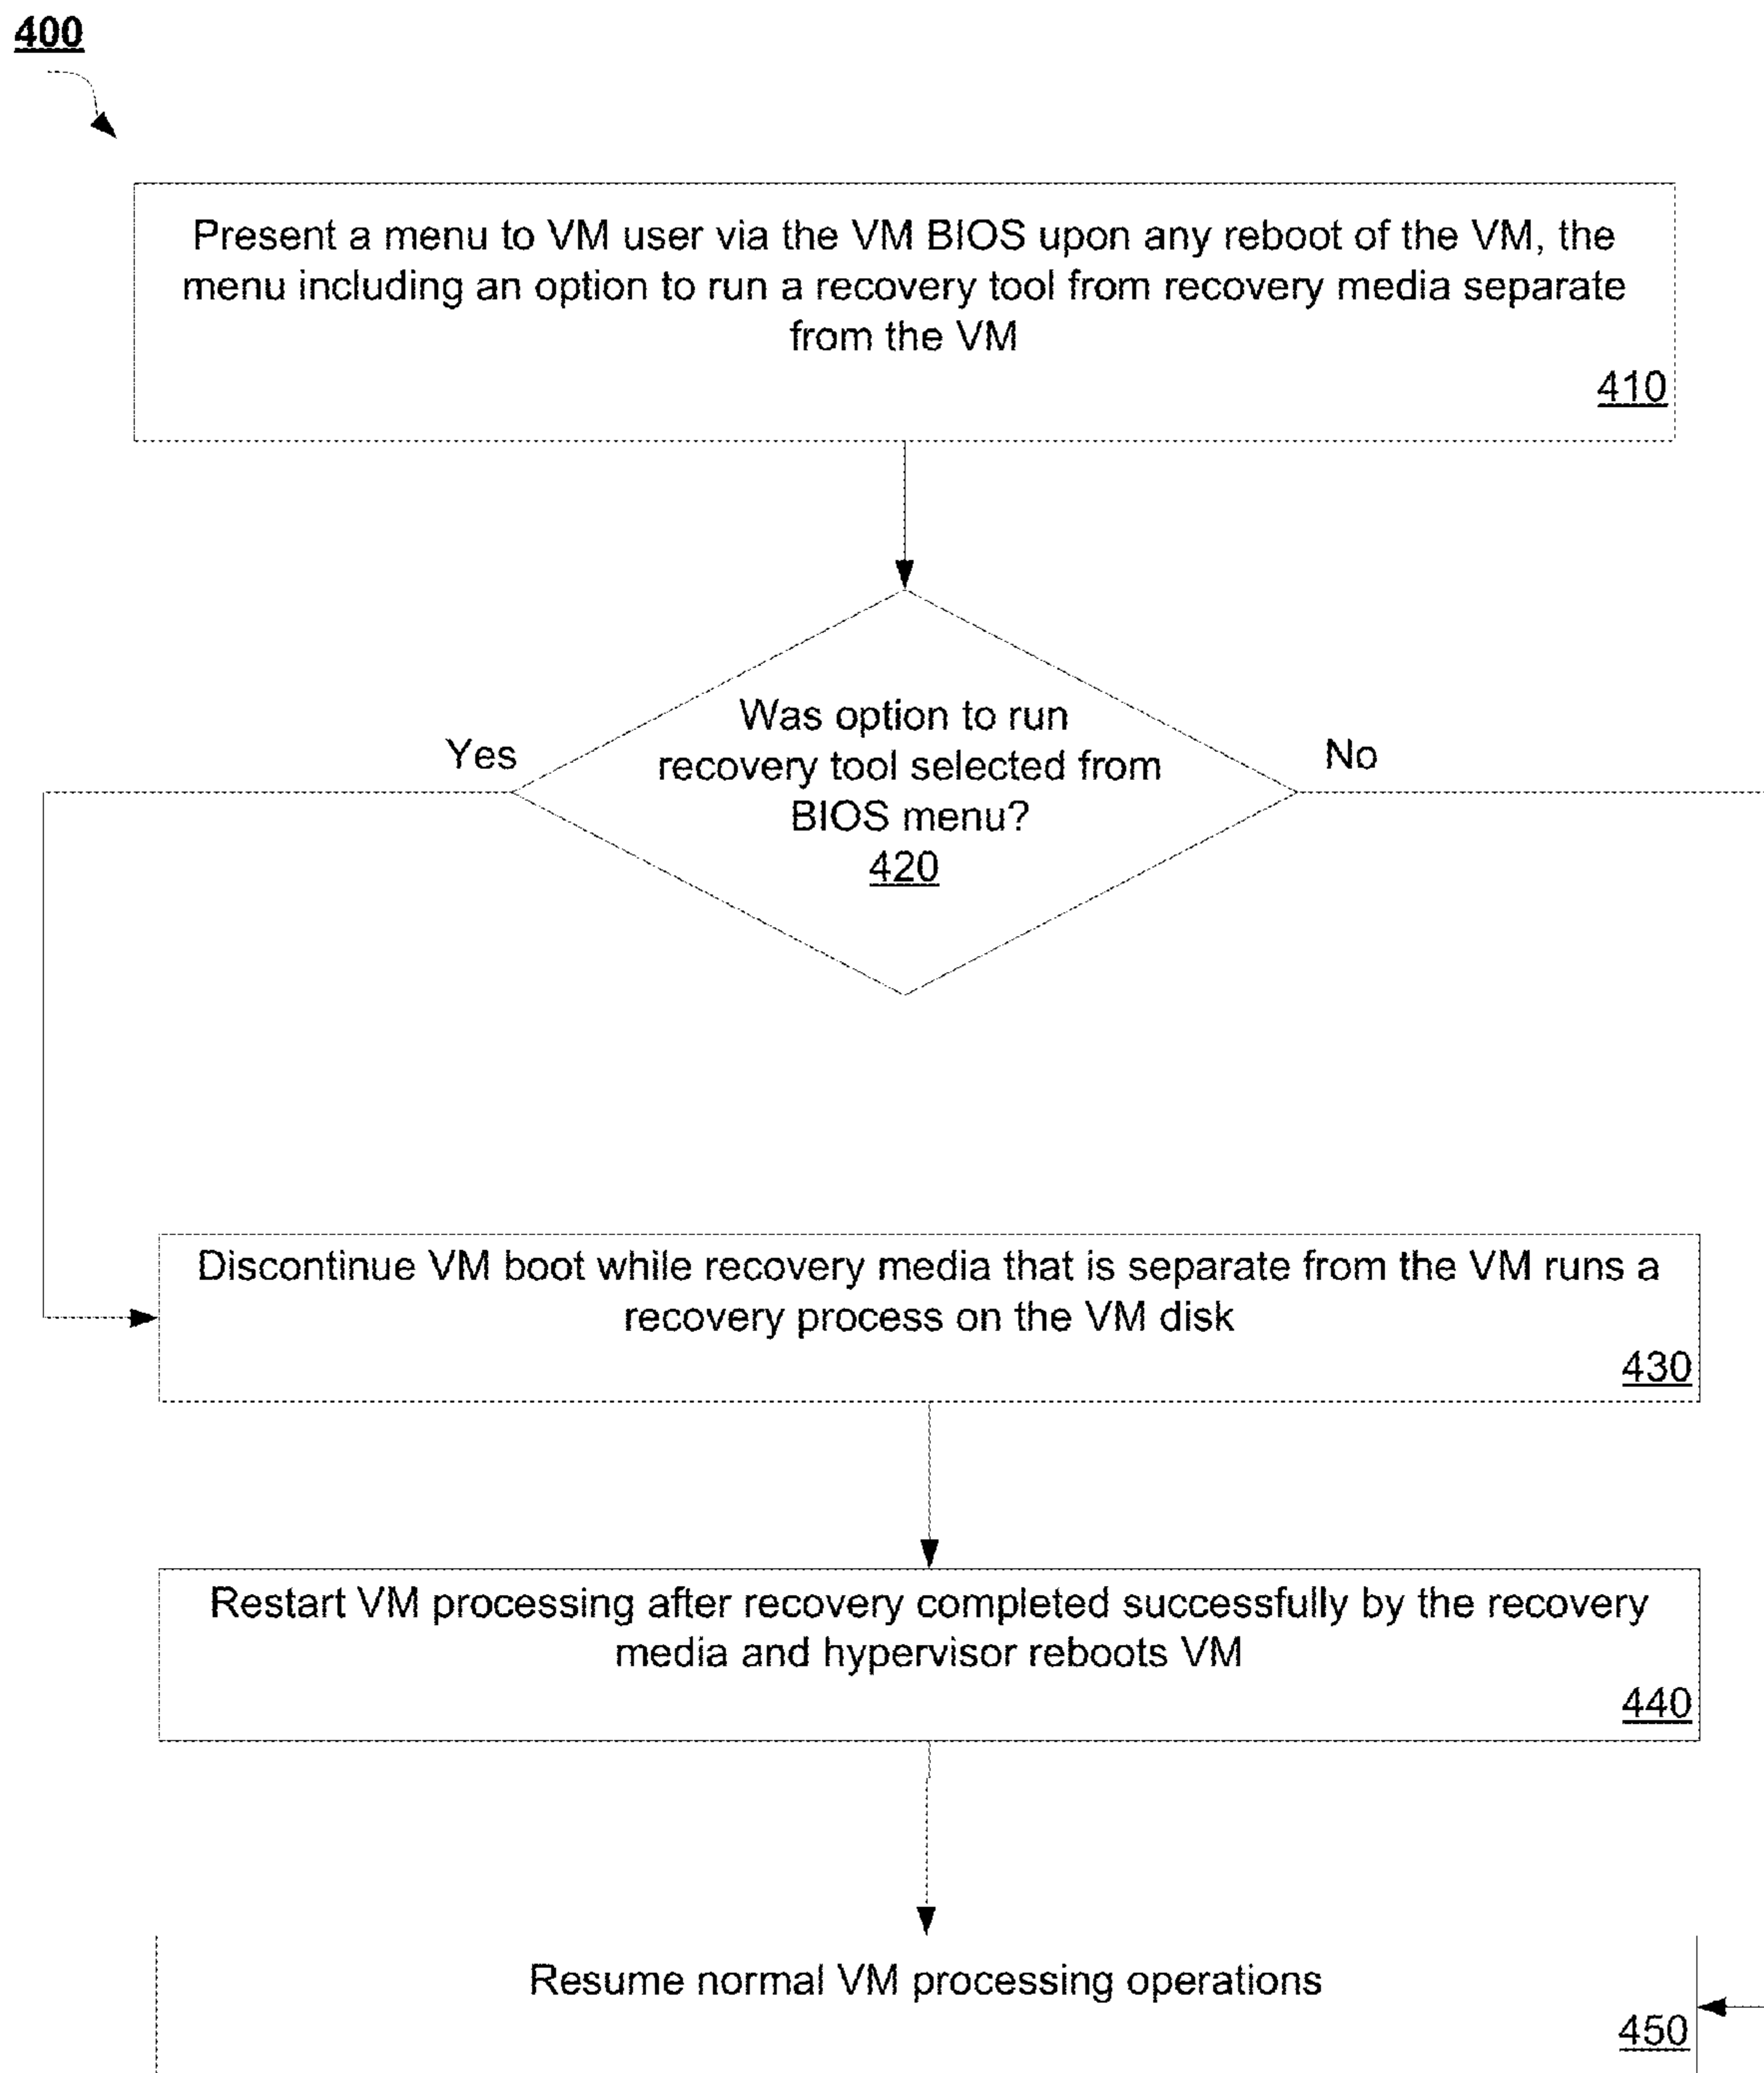 400
Present a menu to VM user via the VM BIOS upon any reboot of the VM, the
menu including an option to run a recovery tool from recovery media separate
from the VM
410
Was option to run
recovery tool selected from
BIOS menu?
420
Yes
No
Discontinue VM boot while recovery media that is separate from the VM runs a
recovery process on the VM disk
430
Restart VM processing after recovery completed successfully by the recovery
media and hypervisor reboots VM
440
Resume normal VM processing operations
450